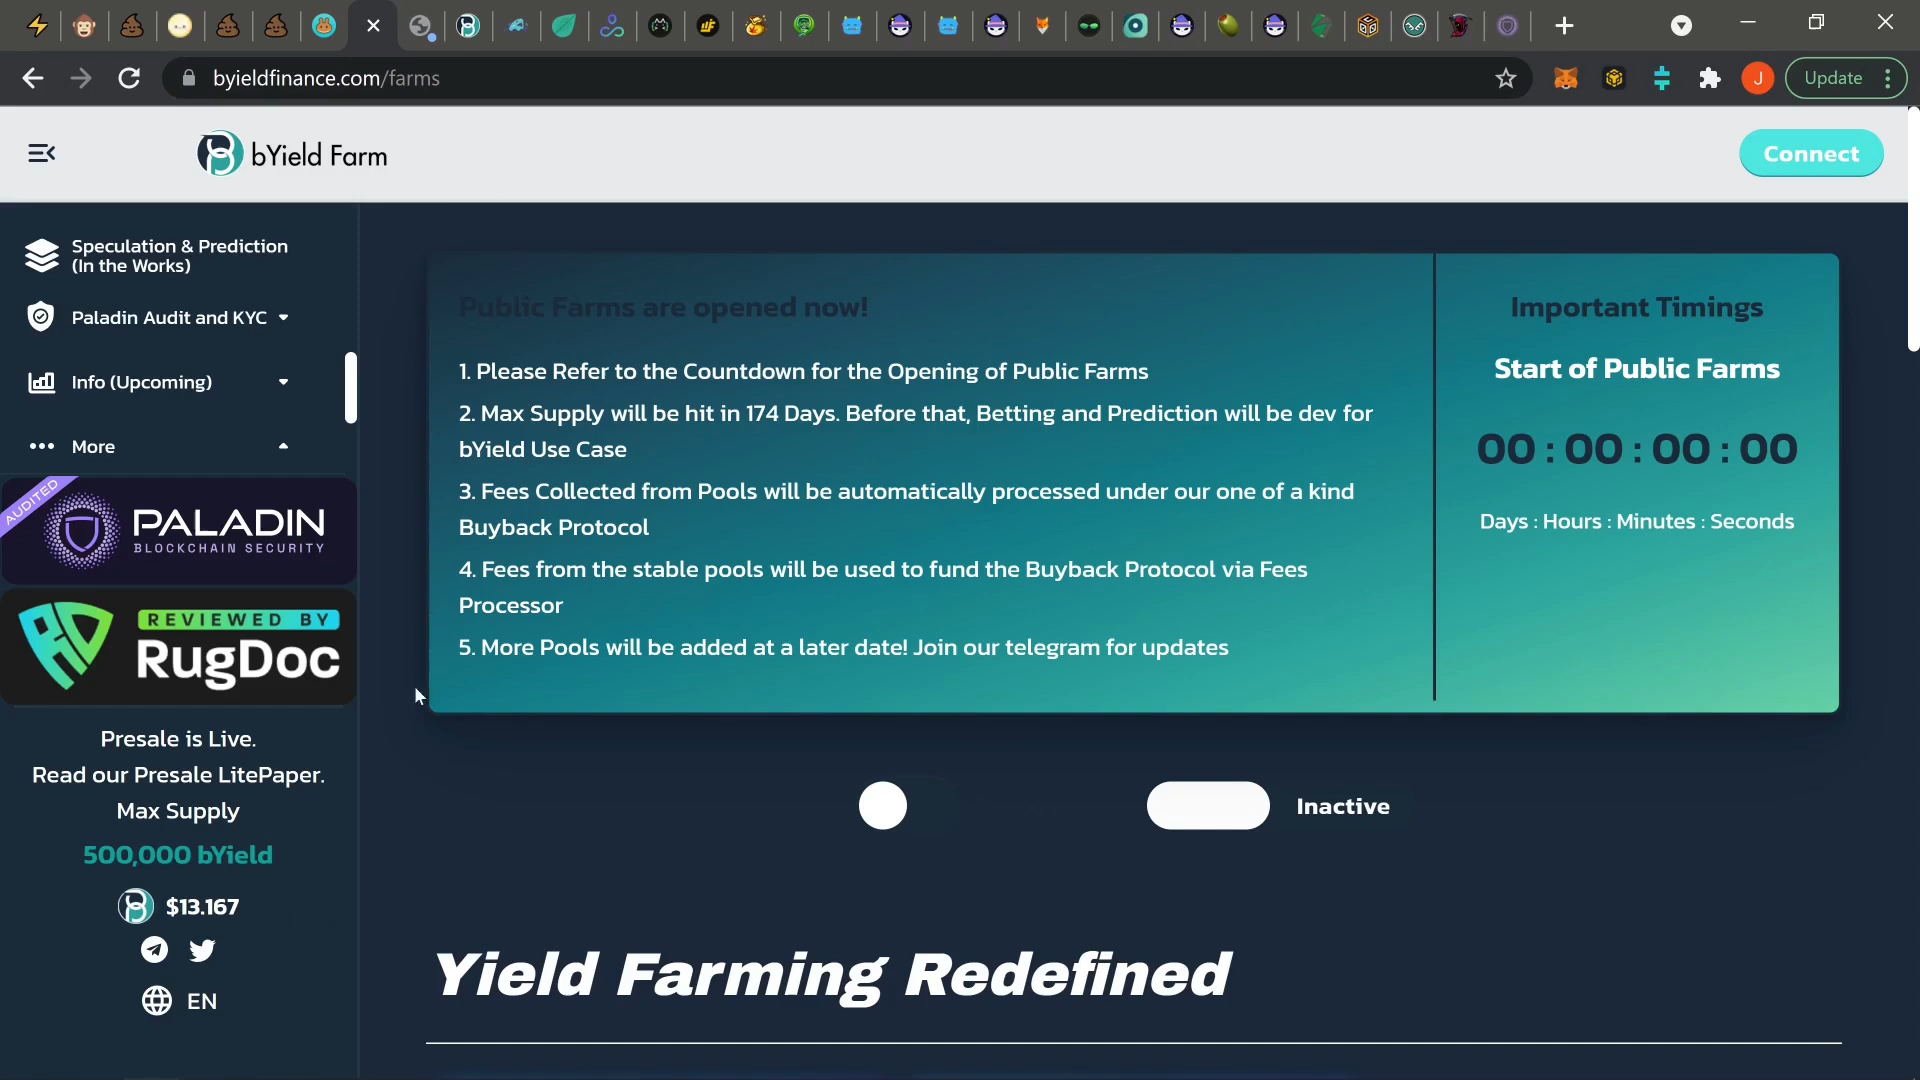 byieldfinance.com/farms
J
Update
bYield Farm
Connect
Speculation & Prediction
(In the Works)
Paladin Audit and KYC
Info (Upcoming)
More
AUDITED
PALADIN
BLOCKCHAIN SECURITY
REVIEWED BY
RugDoc
Presale is Live.
Read our Presale LitePaper.
Max Supply
500,000 bYield
$13.167
EN
Public Farms are opened now!
1. Please Refer to the Countdown for the Opening of Public Farms
2. Max Supply will be hit in 174 Days. Before that, Betting and Prediction will be dev for
bYield Use Case
3. Fees Collected from Pools will be automatically processed under our one of a kind
Buyback Protocol
4. Fees from the stable pools will be used to fund the Buyback Protocol via Fees
Processor
5. More Pools will be added at a later date! Join our telegram for updates
Important Timings
Start of Public Farms
00 : 00 : 00 : 00
Days : Hours : Minutes : Seconds
Inactive
Yield Farming Redefined